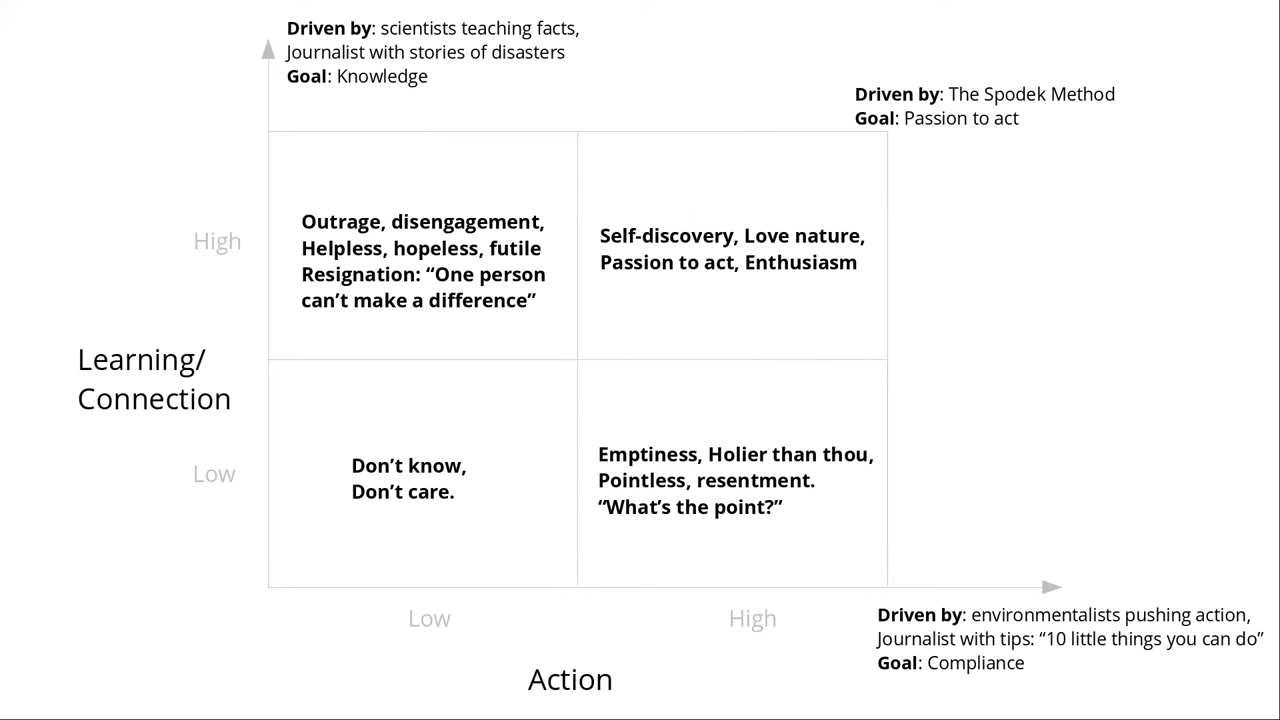 Driven by: scientists teaching facts,
Journalist with stories of disasters
Goal: Knowledge
Driven by: The Spodek Method
Goal: Passion to act
High
Outrage, disengagement,
Helpless, hopeless, futile
Resignation: “One person
can’t make a difference”
Self-discovery, Love nature,
Passion to act, Enthusiasm
Learning/
Connection
Low
Don’t know,
Don’t care.
Emptiness, Holier than thou,
Pointless, resentment.
“What’s the point?”
Low
High
Driven by: environmentalists pushing action,
Journalist with tips: “10 little things you can do”
Goal: Compliance
Action